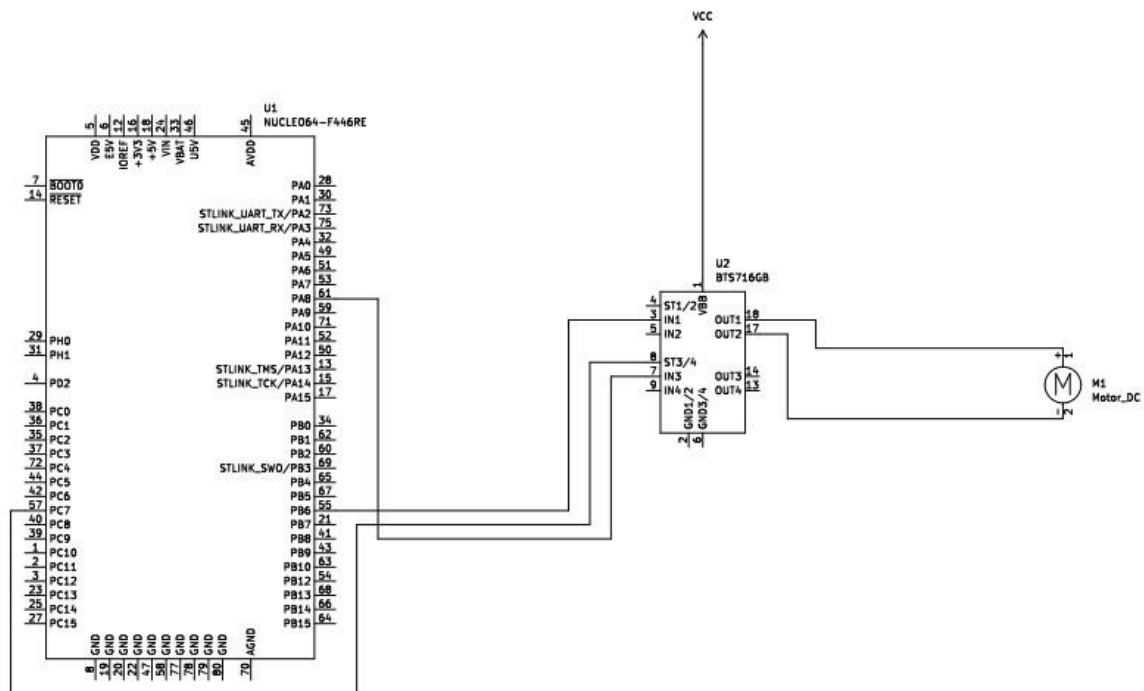 VCC
U1
NUCLEO64-F446RE
5 6 12 16 18 24 33 46 45
VDD E5V IOREF +3V3 +5V VIN VBAT U5V AVDD
7 BOOT0
14 RESET
29 PH0
31 PH1
4 PD2
38 PC0
36 PC1
35 PC2
37 PC3
72 PC4
44 PC5
42 PC6
57 PC7
40 PC8
39 PC9
1 PC10
2 PC11
3 PC12
23 PC13
25 PC14
27 PC15
PA0 28
PA1 30
STLINK_UART_TX/PA2 73
STLINK_UART_RX/PA3 75
PA4 32
PA5 49
PA6 51
PA7 53
PA8 61
PA9 59
PA10 71
PA11 52
PA12 50
STLINK_TMS/PA13 13
STLINK_TCK/PA14 15
PA15 17
PB0 34
PB1 62
PB2 60
STLINK_SWO/PB3 69
PB4 65
PB5 67
PB6 55
PB7 21
PB8 41
PB9 43
PB10 63
PB12 54
PB13 68
PB14 66
PB15 64
GND GND GND GND GND GND GND GND GND GND AGND
8 19 20 22 47 58 77 78 79 80 70
U2
BTS716GB
1
VBB
4 ST1/2
3 IN1
5 IN2
8 ST3/4
7 IN3
9 IN4
OUT1 18
OUT2 17
OUT3 14
OUT4 13
GND1/2 GND3/4
2 6
+ 1
M
M1
Motor_DC
- 2